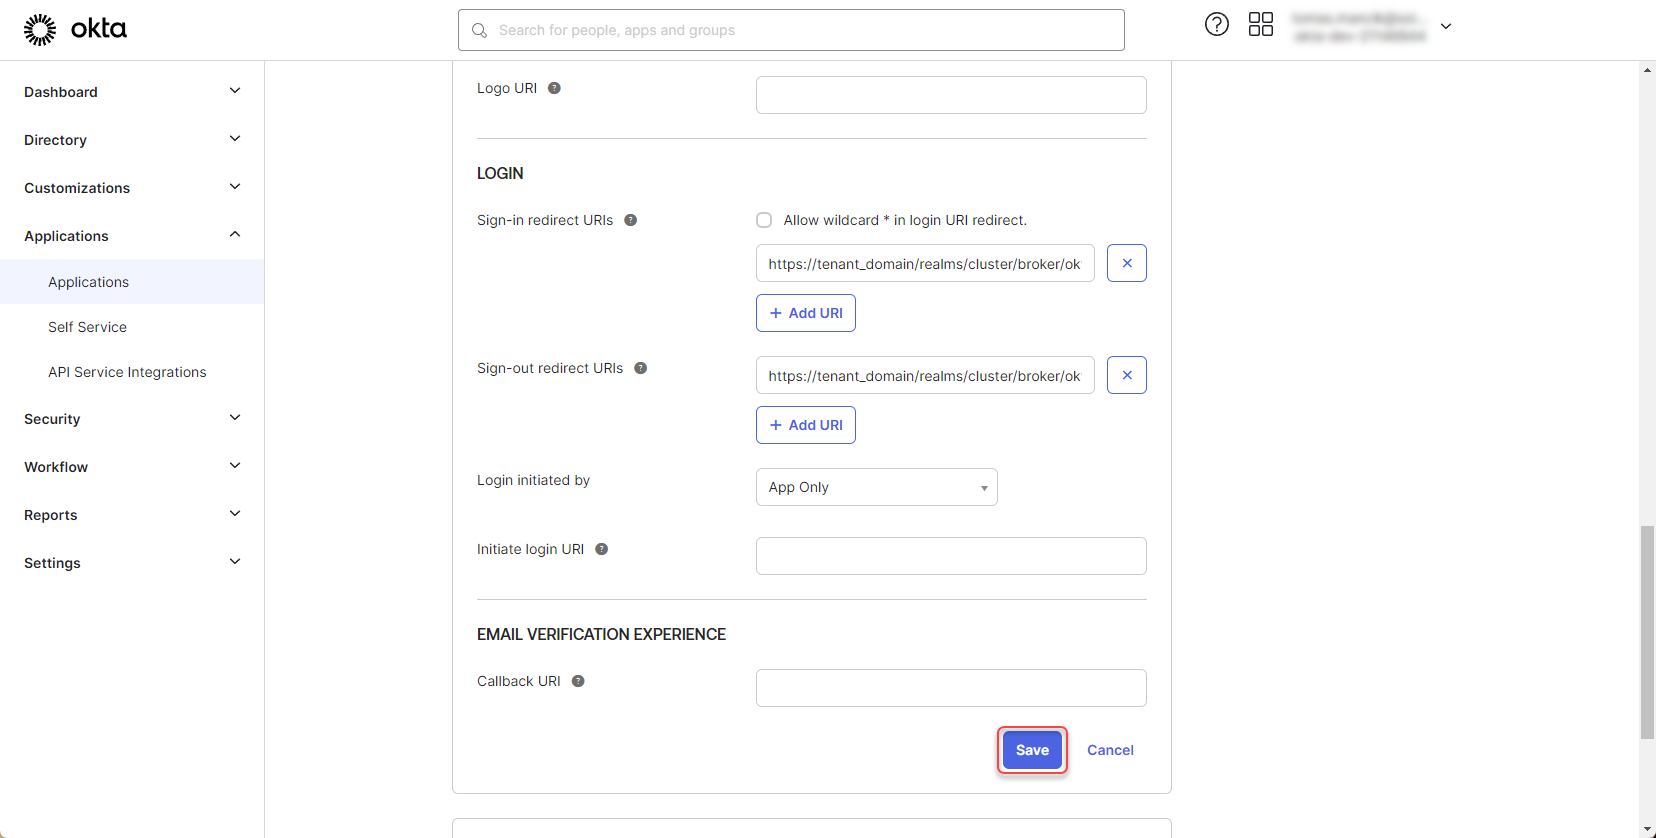 okta
Search for people, apps and groups
Dashboard
Directory
Customizations
Applications
Applications
Self Service
API Service Integrations
Security
Workflow
Reports
Settings
Logo URI ?
LOGIN
Sign-in redirect URIs ?
Allow wildcard * in login URI redirect.
https://tenant_domain/realms/cluster/broker/ok
+ Add URI
Sign-out redirect URIs ?
https://tenant_domain/realms/cluster/broker/ok
+ Add URI
Login initiated by
App Only
Initiate login URI ?
EMAIL VERIFICATION EXPERIENCE
Callback URI ?
Save Cancel